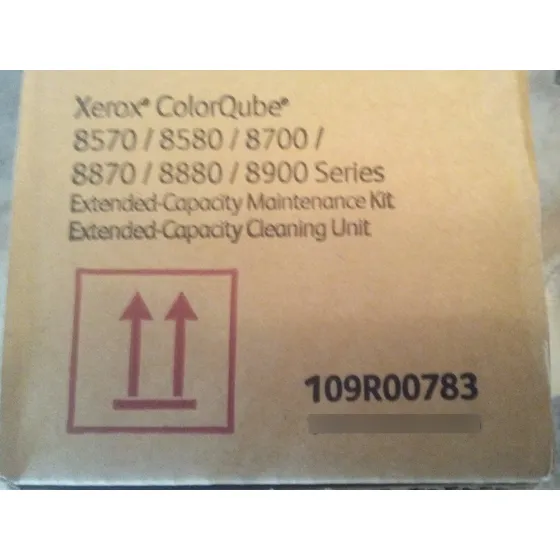 Xerox® ColorQube®
8570 / 8580 / 8700 /
8870 / 8880 / 8900 Series
Extended-Capacity Maintenance Kit
Extended-Capacity Cleaning Unit
109R00783